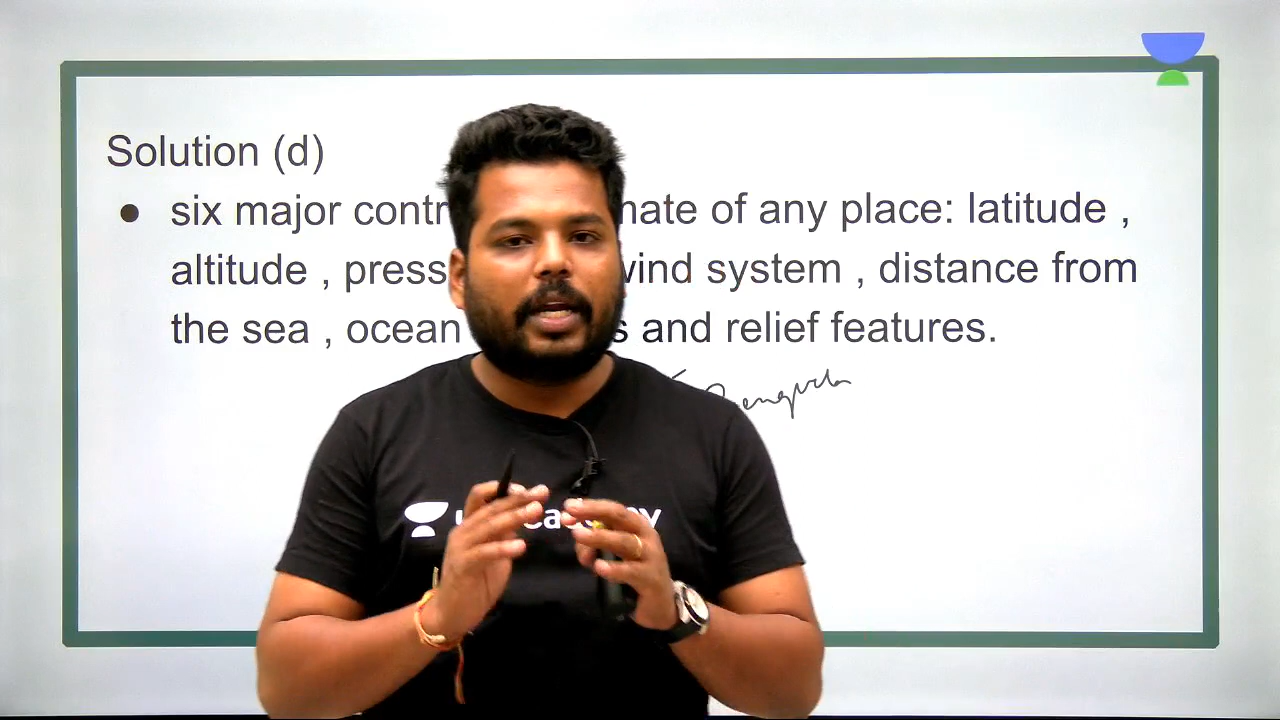 Solution (d)
● six major contr mate of any place: latitude ,
altitude , press wind system , distance from
the sea , ocean s and relief features.